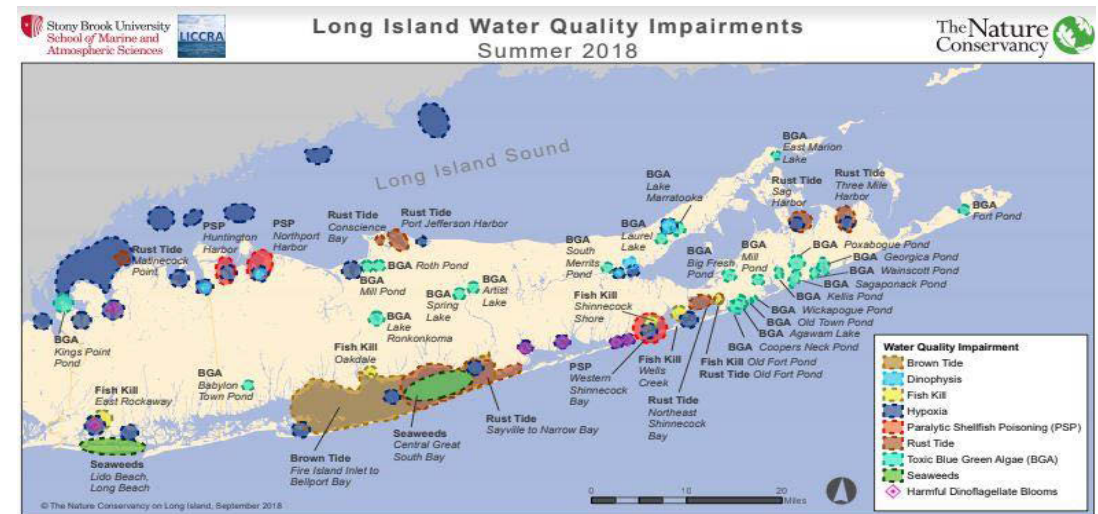 Stony Brook University
School of Marine and
Atmospheric Sciences
LICCRA
Long Island Water Quality Impairments
Summer 2018
The Nature
Conservancy
Long Island Sound
BGA
East Marion
Lake
BGA
Lake
Marratooka
Rust Tide
Sag
Harbor
Rust Tide
Three Mile
Harbor
BGA
Fort Pond
PSP
Huntington
Harbor
PSP
Northport
Harbor
Rust Tide
Conscience
Bay
Rust Tide
Port Jefferson Harbor
Rust Tide
Matinecock
Point
BGA
Laurel
Lake
BGA
South
Merrits
Pond
BGA
Big Fresh
Pond
BGA
Mill
Pond
BGA Poxabogue Pond
BGA Georgica Pond
BGA Wainscott Pond
BGA Sagaponack Pond
BGA Kellis Pond
BGA Wickapogue Pond
BGA Old Town Pond
BGA Agawam Lake
BGA Coopers Neck Pond
BGA Roth Pond
BGA
Mill Pond
BGA
Spring
Lake
BGA
Artist
Lake
BGA
Lake
Ronkonkoma
Fish Kill
Shinnecock
Shore
BGA
Kings Point
Pond
Fish Kill
Oakdale
BGA
Babylon
Town Pond
Fish Kill
East Rockaway
PSP
Western
Shinnecock
Bay
Fish Kill
Wells
Creek
Fish Kill Old Fort Pond
Rust Tide Old Fort Pond
Rust Tide
Northeast
Shinnecock
Bay
Rust Tide
Sayville to Narrow Bay
Seaweeds
Central Great
South Bay
Brown Tide
Fire Island Inlet to
Bellport Bay
Seaweeds
Lido Beach,
Long Beach
Water Quality Impairment
Brown Tide
Dinophysis
Fish Kill
Hypoxia
Paralytic Shellfish Poisoning (PSP)
Rust Tide
Toxic Blue Green Algae (BGA)
Seaweeds
Harmful Dinoflagellate Blooms
0 10 20
Miles
© The Nature Conservancy on Long Island, September 2018